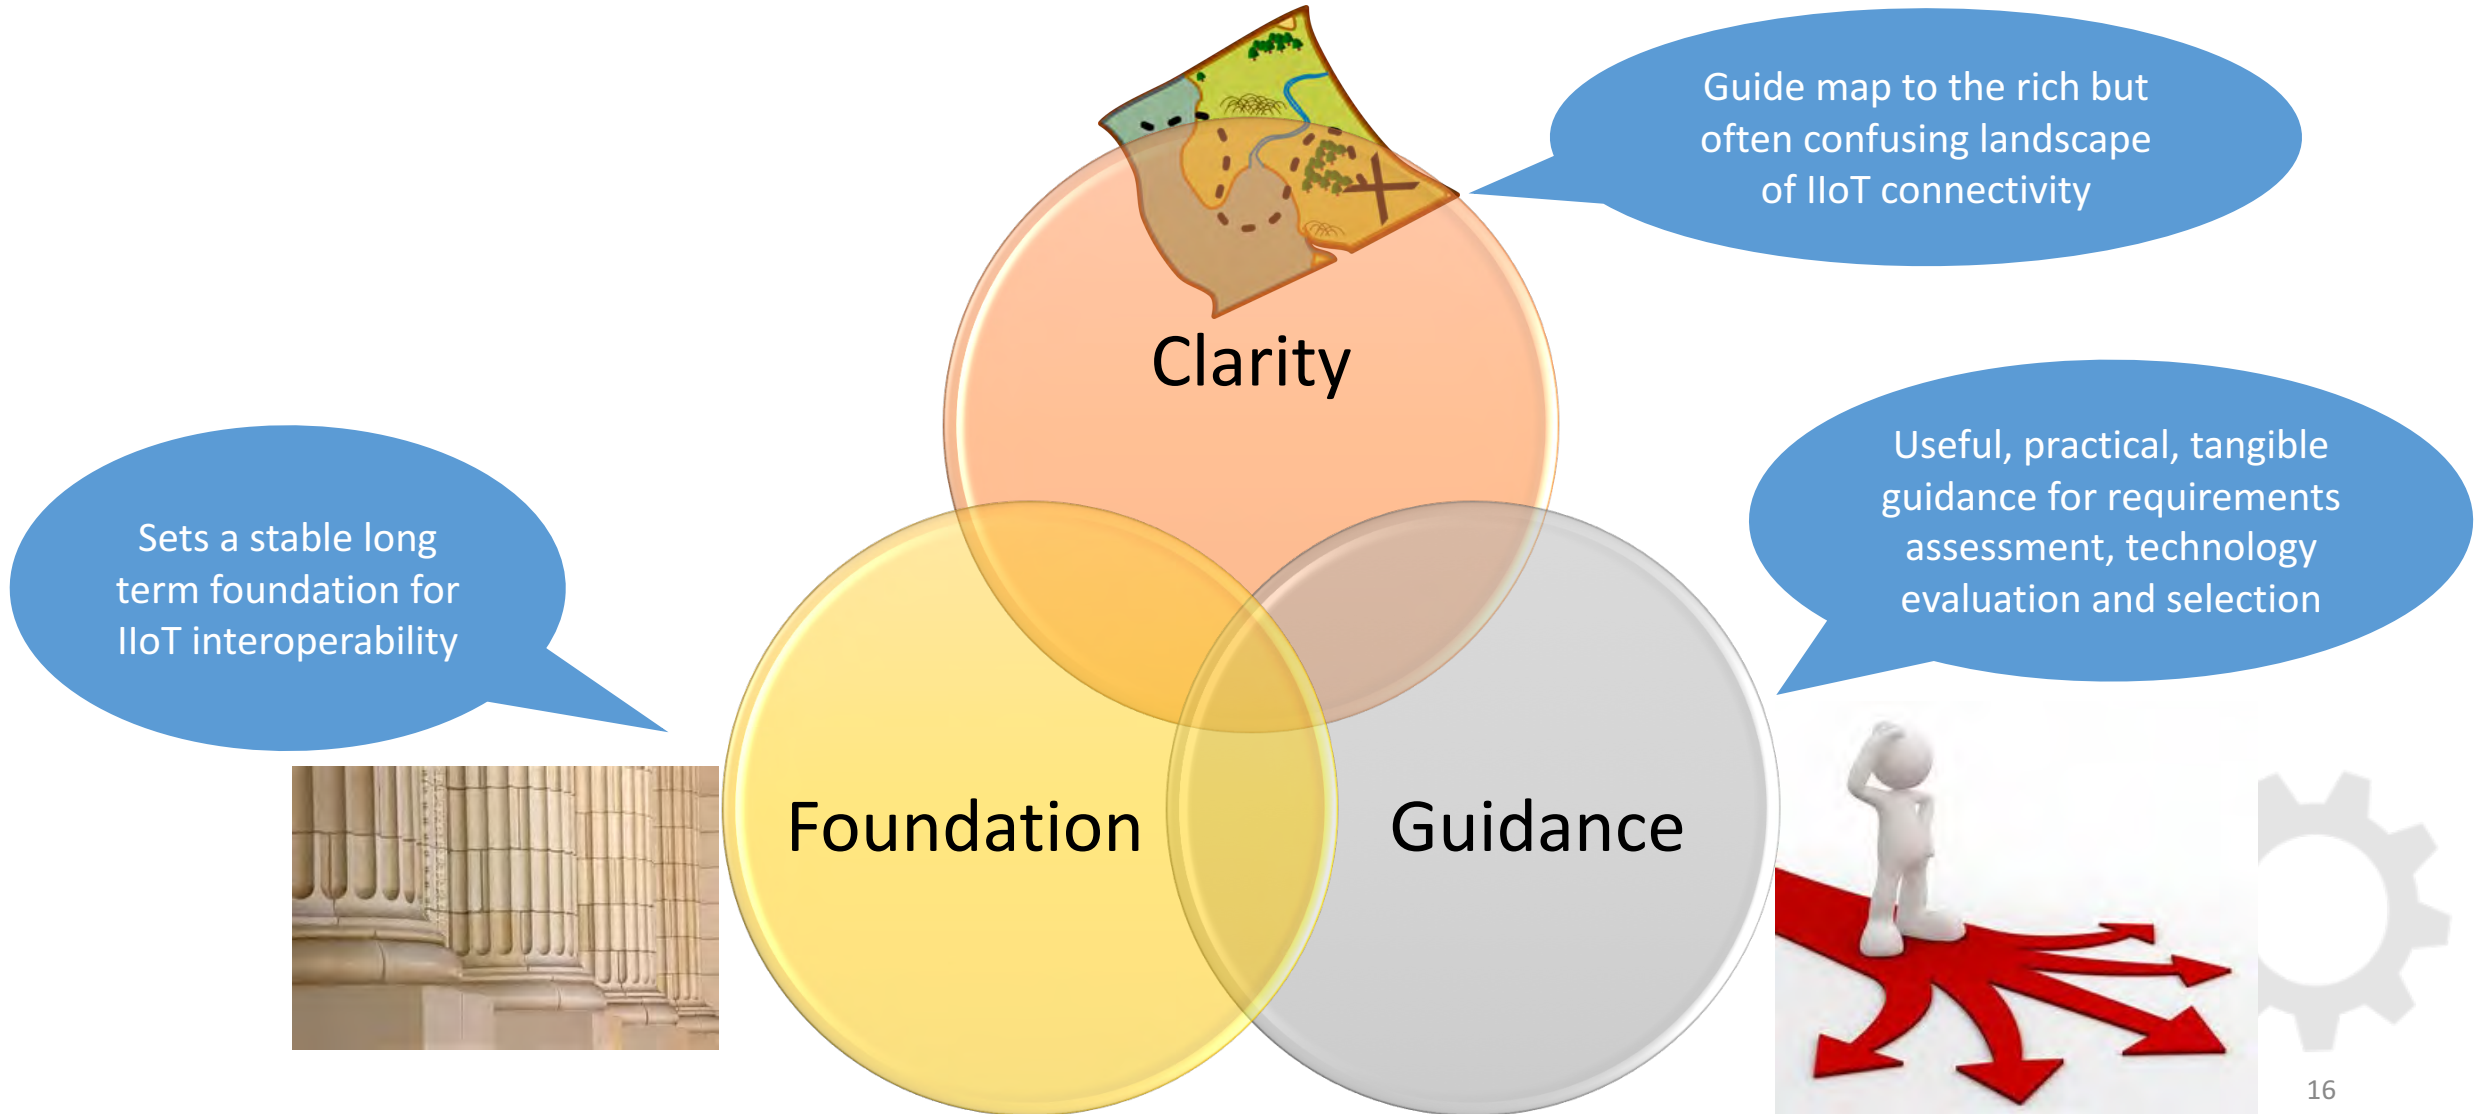 Guide map to the rich but
often confusing landscape
of IIoT connectivity
Clarity
Useful, practical, tangible
guidance for requirements
assessment, technology
evaluation and selection
Sets a stable long
term foundation for
IIoT interoperability
Foundation
Guidance
16